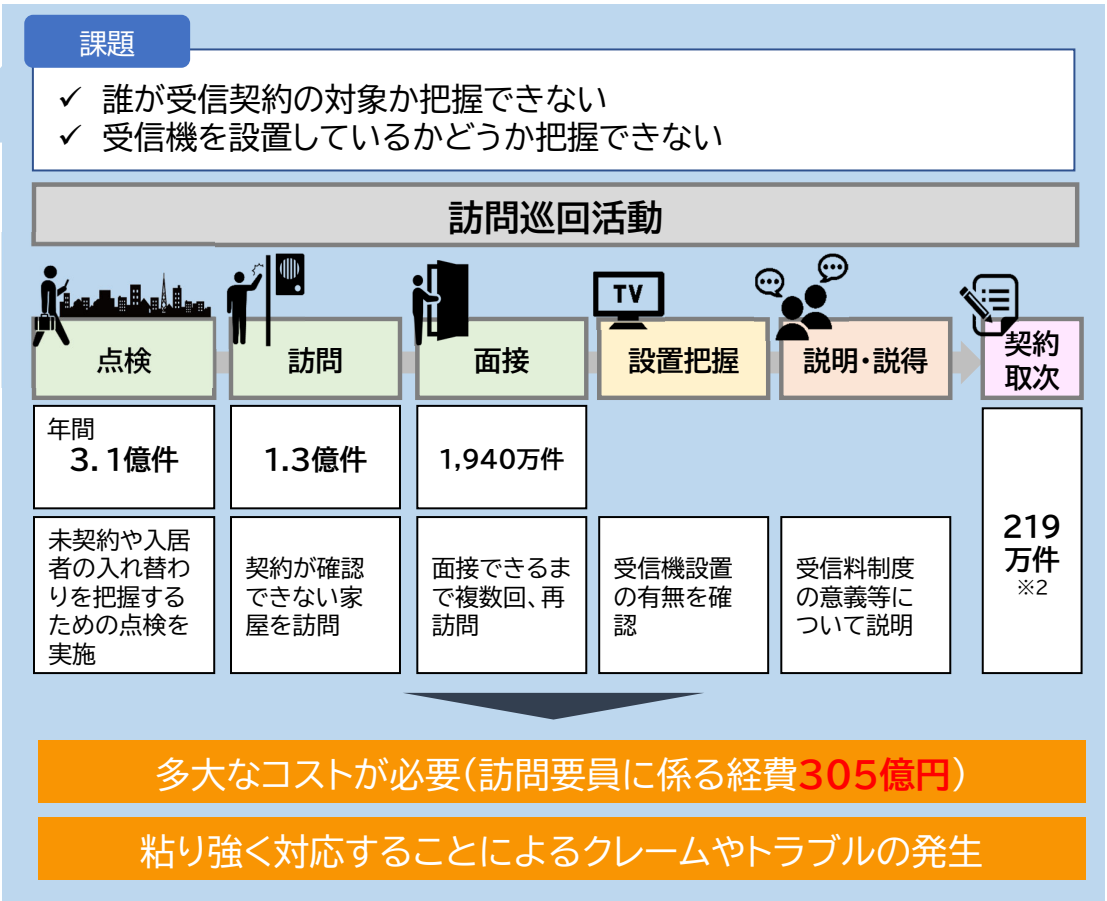 課題
✓ 誰が受信契約の対象か把握できない
✓ 受信機を設置しているかどうか把握できない
訪問巡回活動
TV
点検
訪問
面接
設置把握
説明・説得
契約
取次
年間
3.1億件
1.3億件
1,940万件
219
万件
※2
未契約や入居
者の入れ替わ
りを把握する
ための点検を
実施
契約が確認
できない家
屋を訪問
面接できるま
で複数回、再
訪問
受信機設置
の有無を確
認
受信料制度
の意義等に
ついて説明
多大なコストが必要(訪問要員に係る経費305億円)
粘り強く対応することによるクレームやトラブルの発生